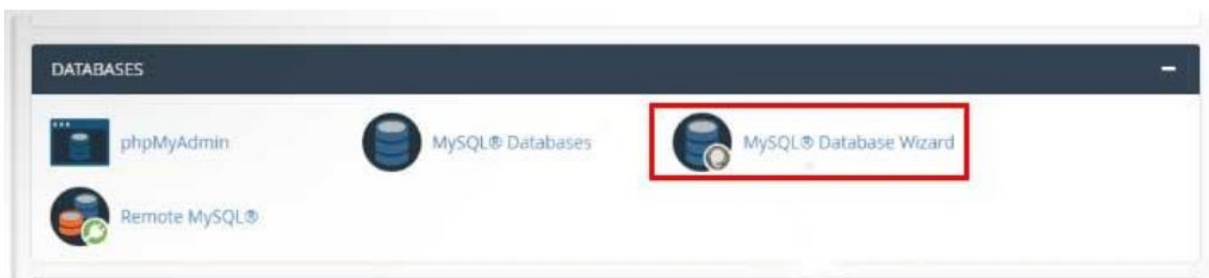 DATABASES
phpMyAdmin MySQL® Databases MySQL® Database Wizard
Remote MySQL®